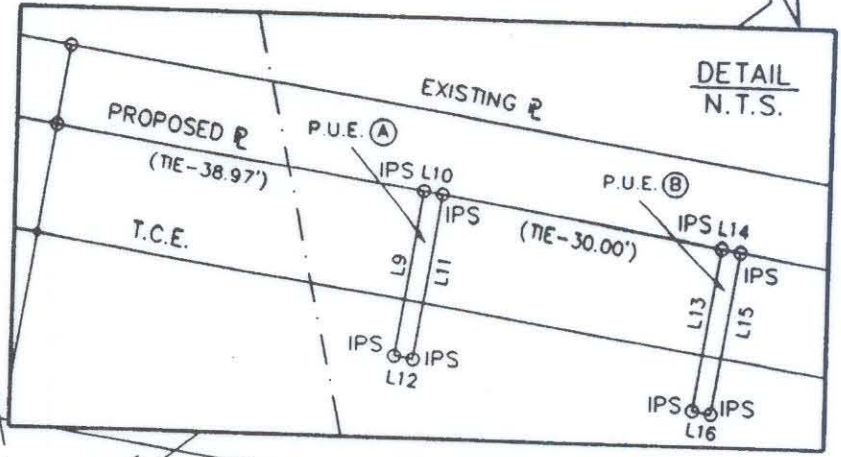 DETAIL
N.T.S.
EXISTING ⅊
PROPOSED ⅊
(TIE-38.97')
P.U.E. Ⓐ
IPS L10
IPS
P.U.E. Ⓑ
(TIE-30.00')
IPS L14
IPS
T.C.E.
L9
L11
L13
L15
IPS
IPS
L12
IPS
IPS
L16